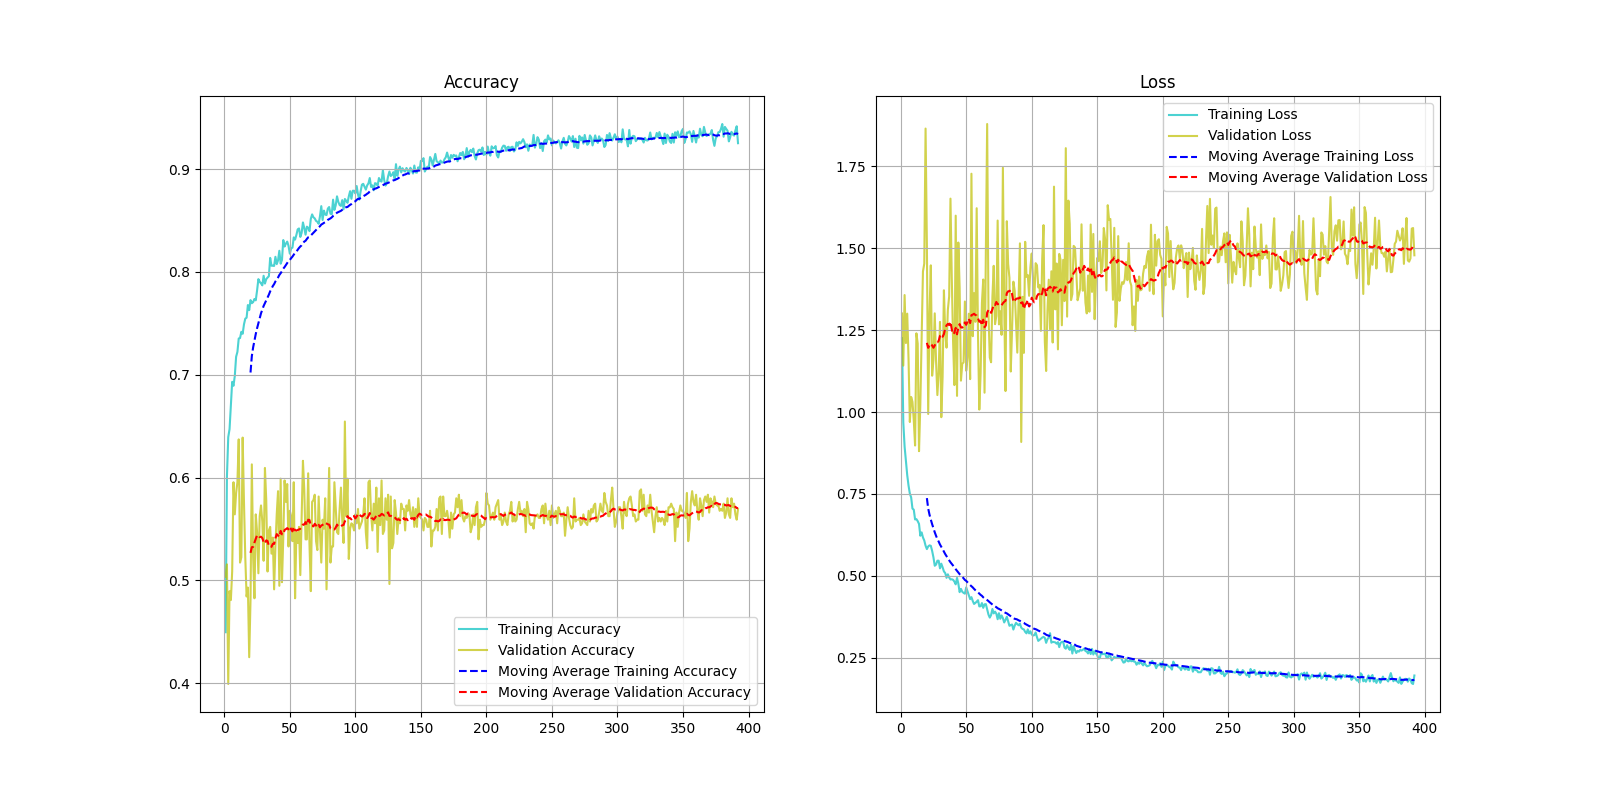 Accuracy
0.9
0.8
0.7
0.6
0.5
0.4
0 50 100 150 200 250 300 350 400
Training Accuracy
Validation Accuracy
Moving Average Training Accuracy
Moving Average Validation Accuracy
Loss
1.75
1.50
1.25
1.00
0.75
0.50
0.25
0 50 100 150 200 250 300 350 400
Training Loss
Validation Loss
Moving Average Training Loss
Moving Average Validation Loss